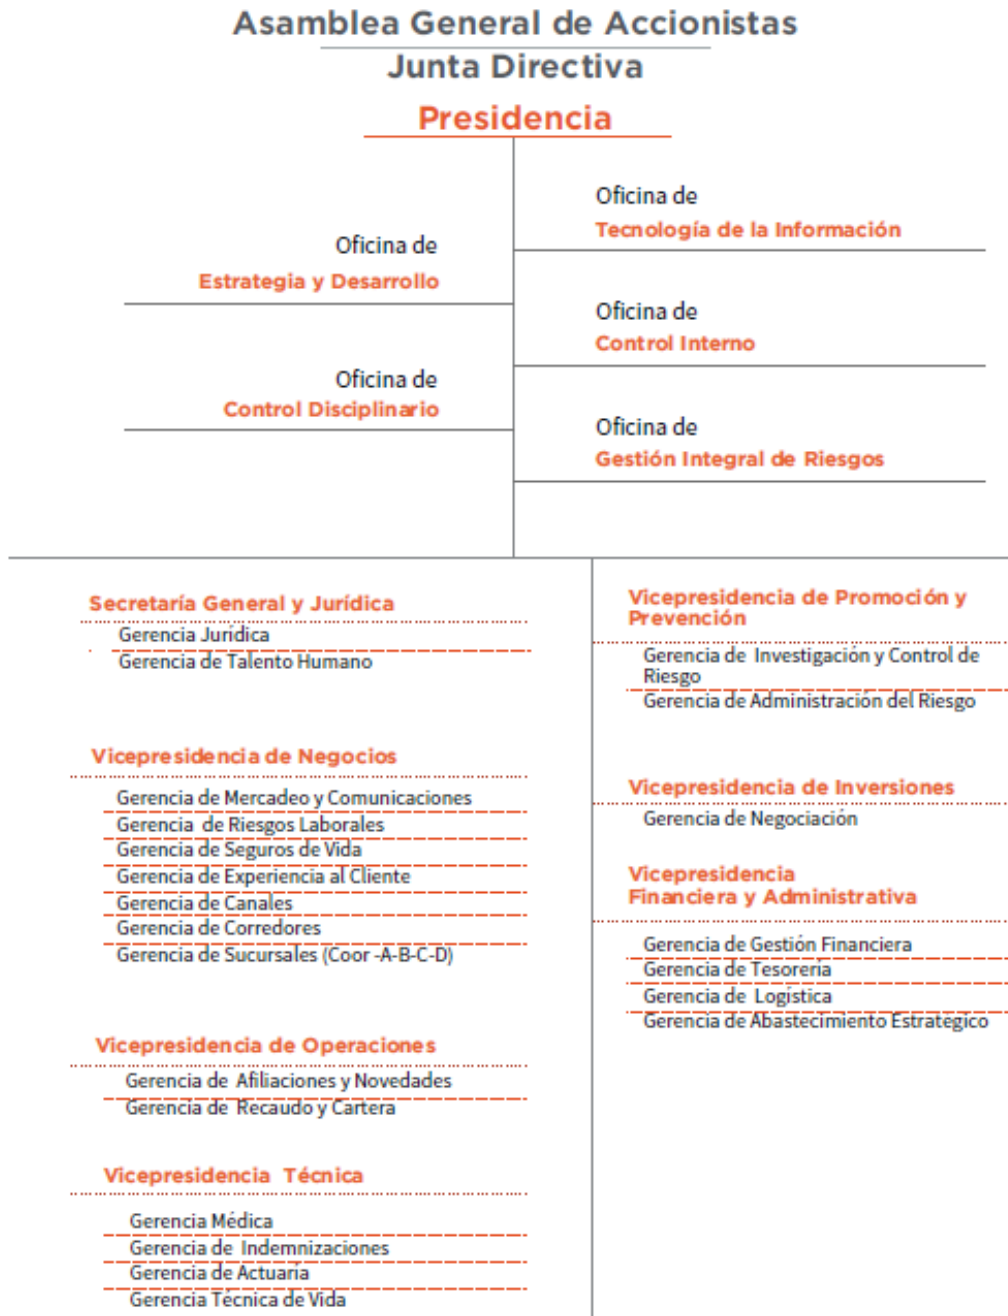 Asamblea General de Accionistas
Junta Directiva
Presidencia
Oficina de
Estrategia y Desarrollo
Oficina de
Control Disciplinario
Oficina de
Tecnología de la Información
Oficina de
Control Interno
Oficina de
Gestión Integral de Riesgos
Secretaría General y Jurídica
Gerencia Jurídica
Gerencia de Talento Humano
Vicepresidencia de Negocios
Gerencia de Mercadeo y Comunicaciones
Gerencia de Riesgos Laborales
Gerencia de Seguros de Vida
Gerencia de Experiencia al Cliente
Gerencia de Canales
Gerencia de Corredores
Gerencia de Sucursales (Coor -A-B-C-D)
Vicepresidencia de Operaciones
Gerencia de Afiliaciones y Novedades
Gerencia de Recaudo y Cartera
Vicepresidencia Técnica
Gerencia Médica
Gerencia de Indemnizaciones
Gerencia de Actuaría
Gerencia Técnica de Vida
Vicepresidencia de Promoción y
Prevención
Gerencia de Investigación y Control de
Riesgo
Gerencia de Administración del Riesgo
Vicepresidencia de Inversiones
Gerencia de Negociación
Vicepresidencia
Financiera y Administrativa
Gerencia de Gestión Financiera
Gerencia de Tesorería
Gerencia de Logística
Gerencia de Abastecimiento Estrategico